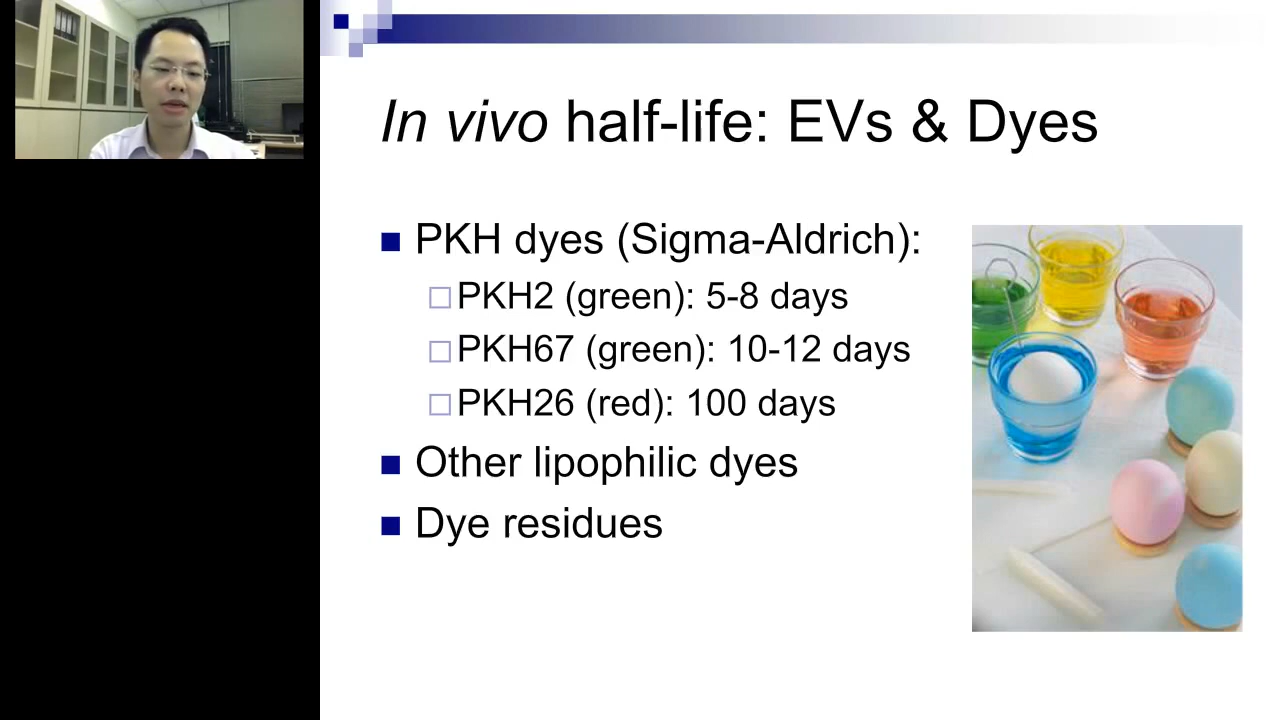 In vivo half-life: EVs & Dyes
PKH dyes (Sigma-Aldrich):
PKH2 (green): 5-8 days
PKH67 (green): 10-12 days
PKH26 (red): 100 days
Other lipophilic dyes
Dye residues